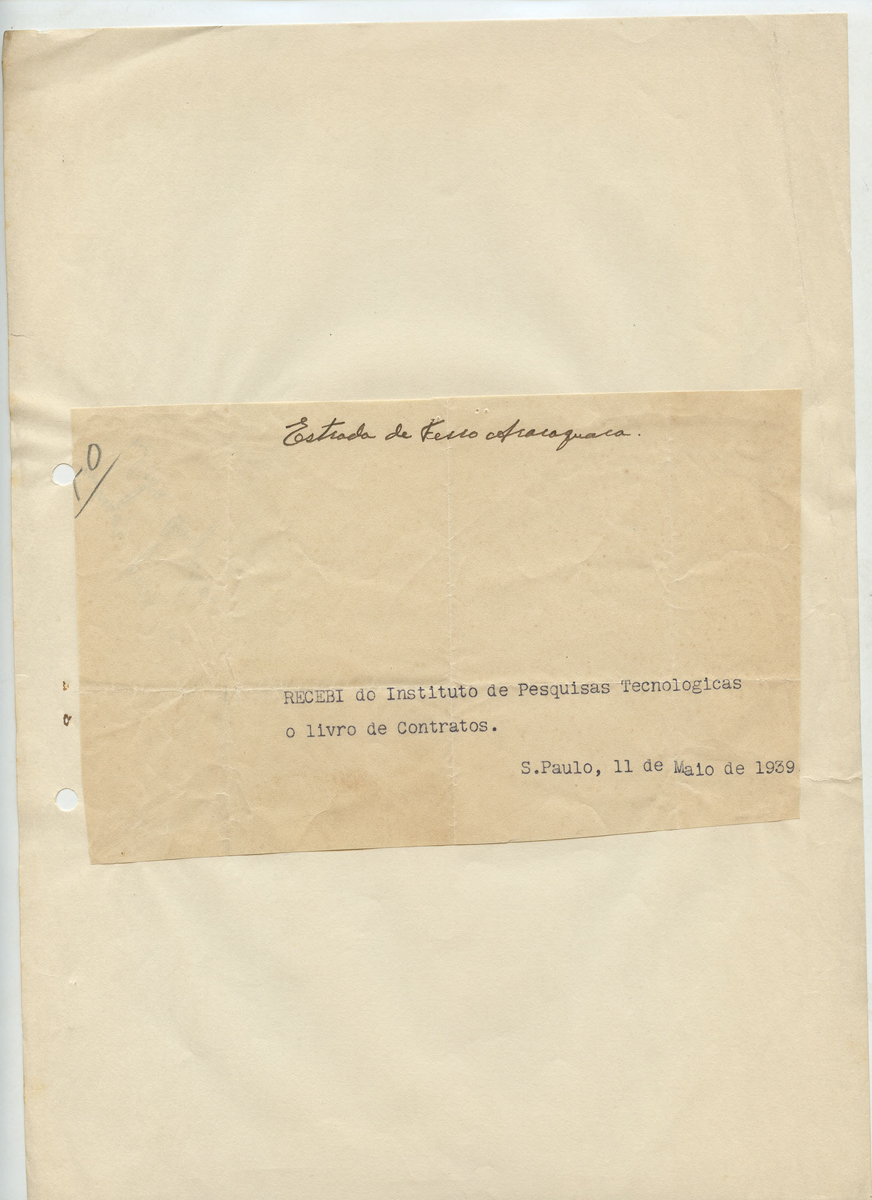 Estrada de Ferro Araraquara.
RECEBI do Instituto de Pesquisas Tecnologicas
o livro de Contratos.
S.Paulo, 11 de Maio de 1939.